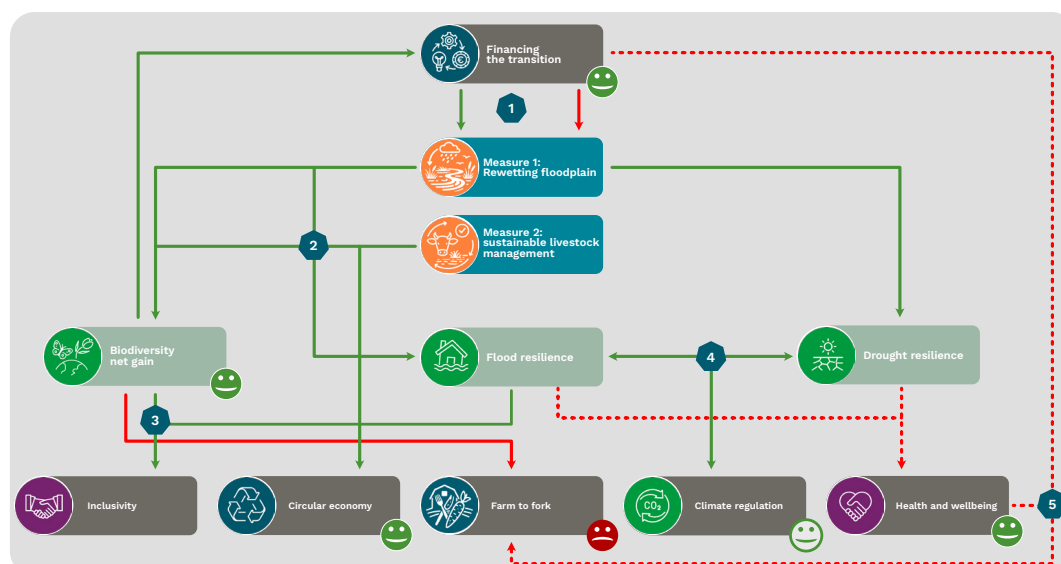 Financing
the transition
1
Measure 1:
Rewetting floodplain
Measure 2:
sustainable livestock
management
2
Biodiversity
net gain
Flood resilience
4
Drought resilience
3
Inclusivity
Circular economy
Farm to fork
CO₂
Climate regulation
Health and wellbeing
5